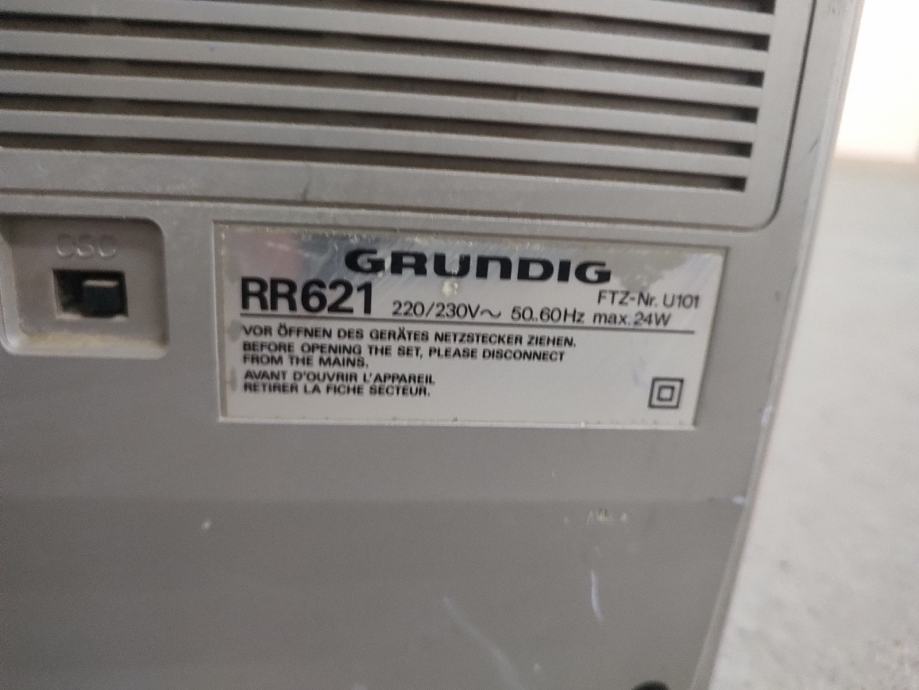 OSC
GRUNDIG
RR621 220/230V~ 50..60Hz max. 24W FTZ-Nr. U101
VOR ÖFFNEN DES GERÄTES NETZSTECKER ZIEHEN.
BEFORE OPENING THE SET, PLEASE DISCONNECT
FROM THE MAINS.
AVANT D'OUVRIR L'APPAREIL
RETIRER LA FICHE SECTEUR.